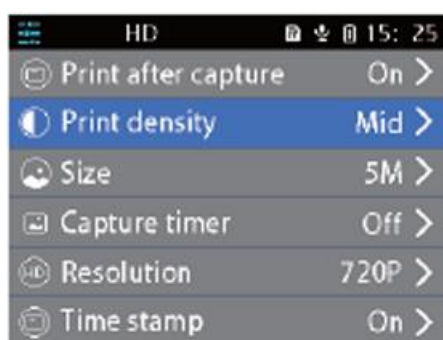 HD 15: 25
Print after capture On >
Print density Mid >
Size 5M >
Capture timer Off >
HD Resolution 720P >
Time stamp On >